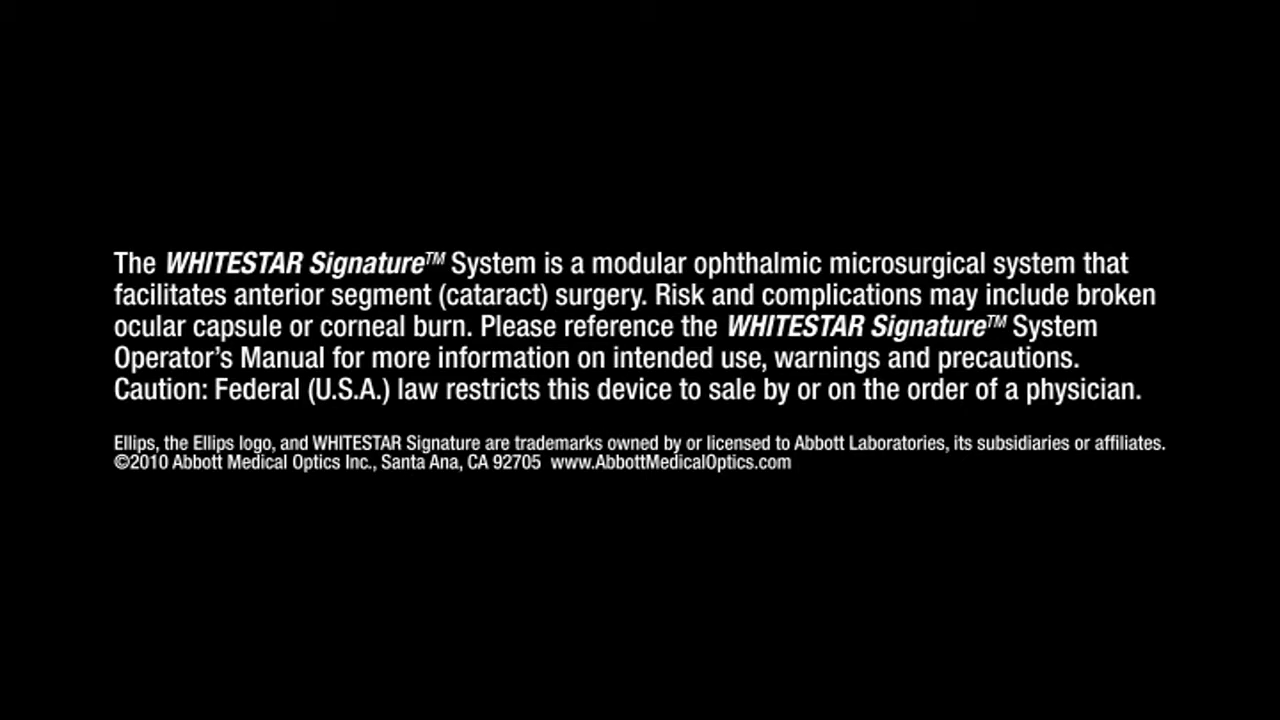 The WHITESTAR Signature™ System is a modular ophthalmic microsurgical system that
facilitates anterior segment (cataract) surgery. Risk and complications may include broken
ocular capsule or corneal burn. Please reference the WHITESTAR Signature™ System
Operator’s Manual for more information on intended use, warnings and precautions.
Caution: Federal (U.S.A.) law restricts this device to sale by or on the order of a physician.
Ellips, the Ellips logo, and WHITESTAR Signature are trademarks owned by or licensed to Abbott Laboratories, its subsidiaries or affiliates.
©2010 Abbott Medical Optics Inc., Santa Ana, CA 92705 www.AbbottMedicalOptics.com